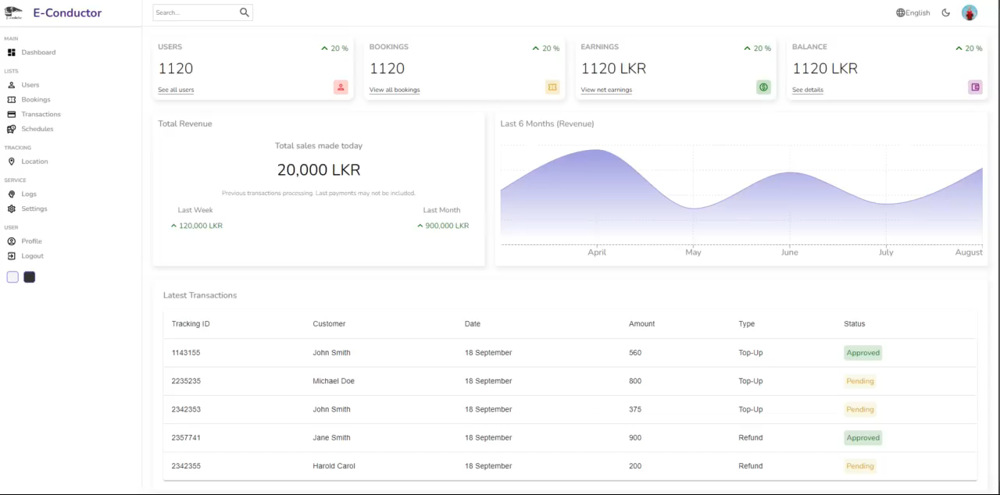 E-Conductor
Search...
English
MAIN
Dashboard
LISTS
Users
Bookings
Transactions
Schedules
TRACKING
Location
SERVICE
Logs
Settings
USER
Profile
Logout
USERS 20 %
1120
See all users
BOOKINGS 20 %
1120
View all bookings
EARNINGS 20 %
1120 LKR
View net earnings
BALANCE 20 %
1120 LKR
See details
Total Revenue
Total sales made today
20,000 LKR
Previous transactions processing. Last payments may not be included.
Last Week Last Month
120,000 LKR 900,000 LKR
Last 6 Months (Revenue)
April May June July August
Latest Transactions
Tracking ID Customer Date Amount Type Status
1143155 John Smith 18 September 560 Top-Up Approved
2235235 Michael Doe 18 September 800 Top-Up Pending
2342353 John Smith 18 September 375 Top-Up Pending
2357741 Jane Smith 18 September 900 Refund Approved
2342355 Harold Carol 18 September 200 Refund Pending